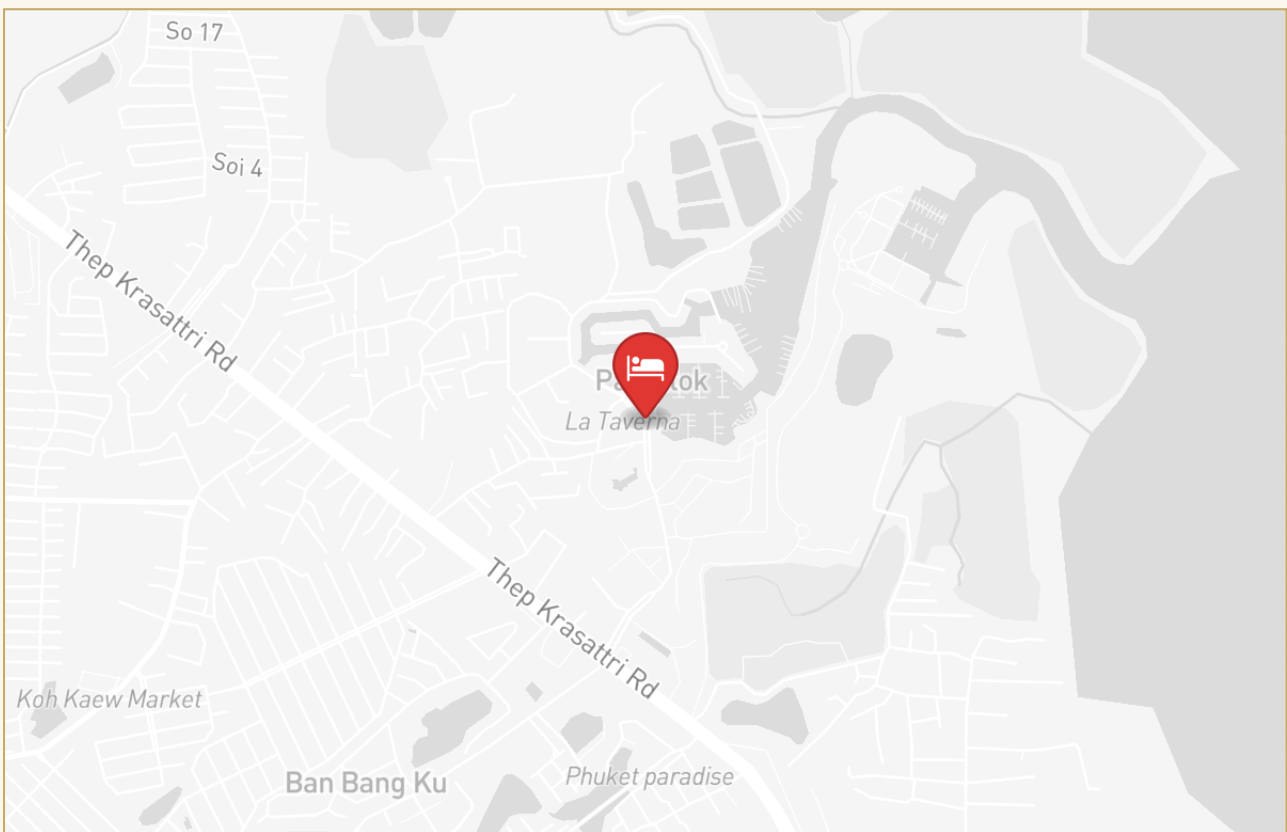 So 17
Soi 4
Thep Krasattri Rd
La Taverna
Thep Krasattri Rd
Koh Kaew Market
Phuket paradise
Ban Bang Ku